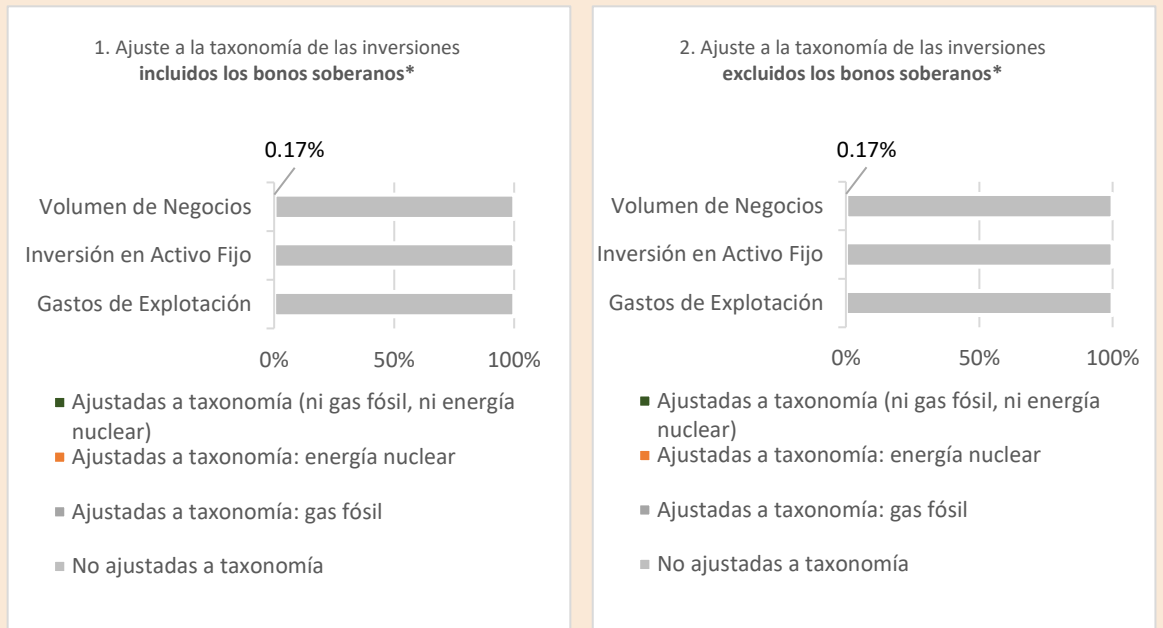 1. Ajuste a la taxonomía de las inversiones
incluidos los bonos soberanos*
0.17%
Volumen de Negocios
Inversión en Activo Fijo
Gastos de Explotación
0%
50%
100%
Ajustadas a taxonomía (ni gas fósil, ni energía
nuclear)
Ajustadas a taxonomía: energía nuclear
Ajustadas a taxonomía: gas fósil
No ajustadas a taxonomía
2. Ajuste a la taxonomía de las inversiones
excluidos los bonos soberanos*
0.17%
Volumen de Negocios
Inversión en Activo Fijo
Gastos de Explotación
0%
50%
100%
Ajustadas a taxonomía (ni gas fósil, ni energía
nuclear)
Ajustadas a taxonomía: energía nuclear
Ajustadas a taxonomía: gas fósil
No ajustadas a taxonomía